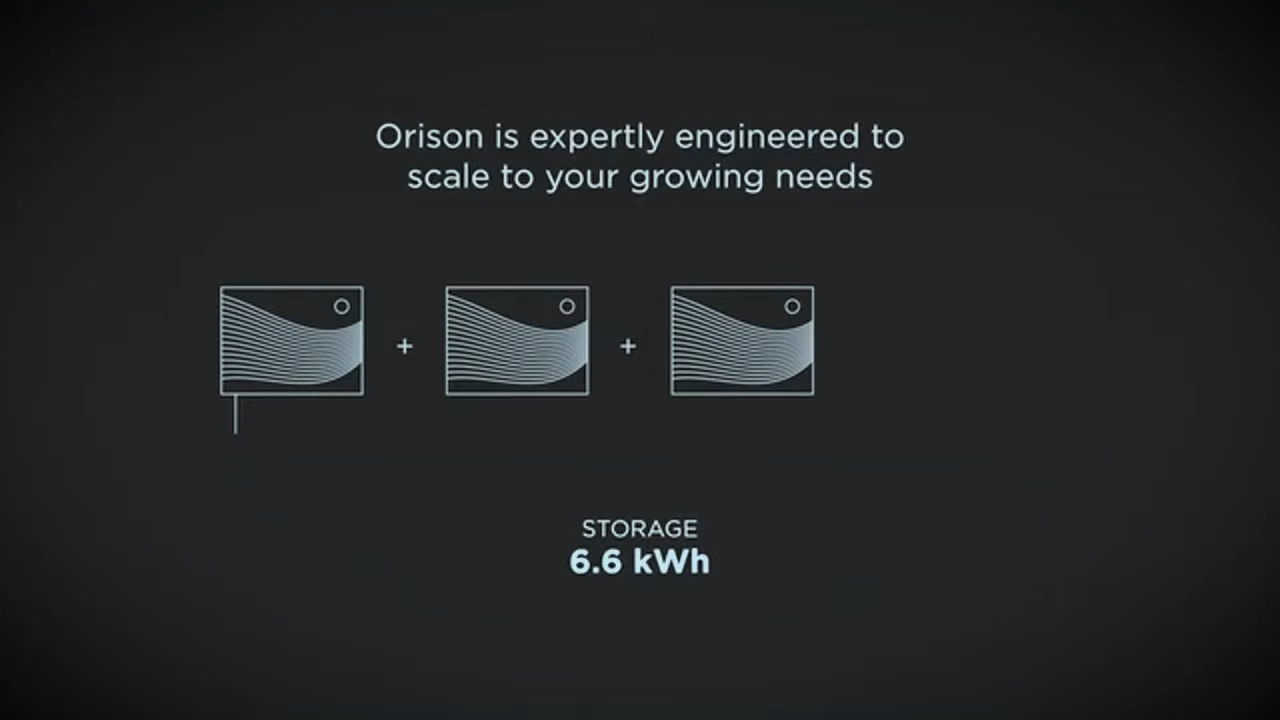 Orison is expertly engineered to
scale to your growing needs
+ +
STORAGE
6.6 kWh